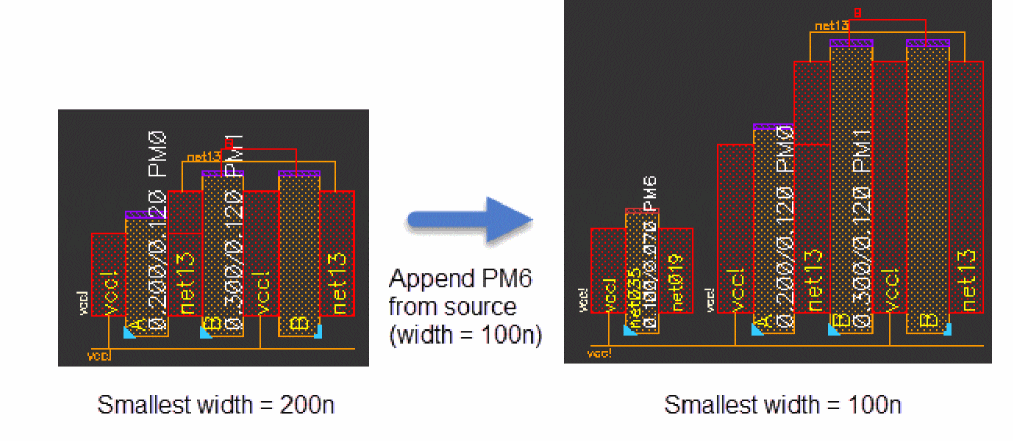 B
net13
0.200/0.120 PM0
0.300/0.120 PM1
vcc!
vcc!
A
net13
B
vcc!
B
net13
vcc!
Smallest width = 200n
Append PM6
from source
(width = 100n)
B
net13
0.100/0.070 PM6
0.200/0.120 PM0
0.300/0.120 PM1
vcc!
vcc!
net035
net019
vcc!
A
net13
B
vcc!
B
net13
vcc!
Smallest width = 100n